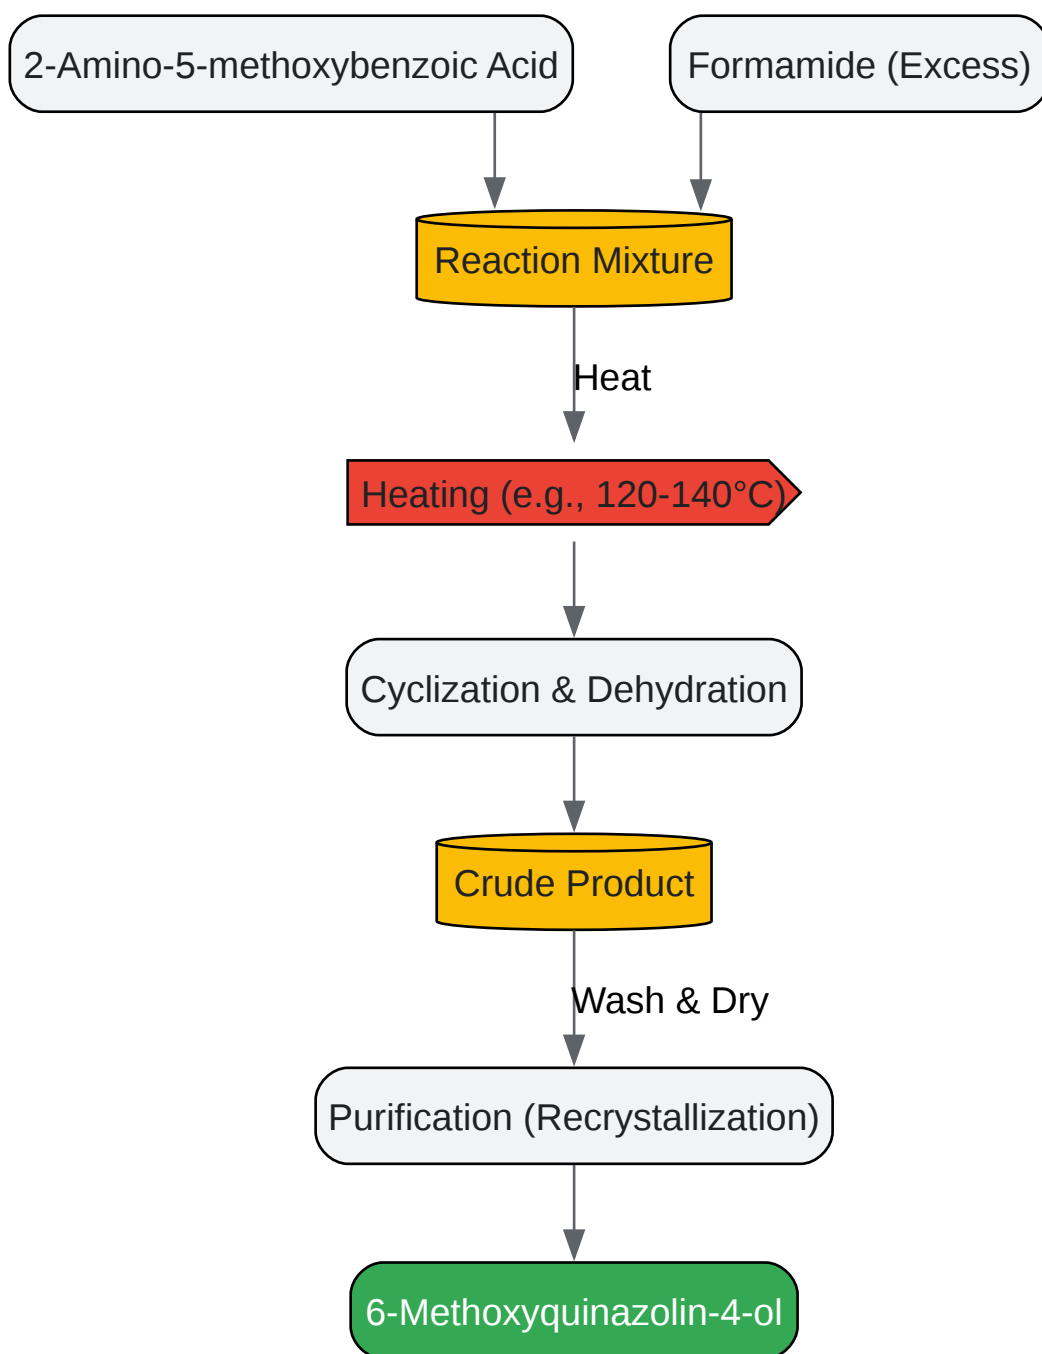 2-Amino-5-methoxybenzoic Acid
Formamide (Excess)
Reaction Mixture
Heat
Heating (e.g., 120-140°C)
Cyclization & Dehydration
Crude Product
Wash & Dry
Purification (Recrystallization)
6-Methoxyquinazolin-4-ol